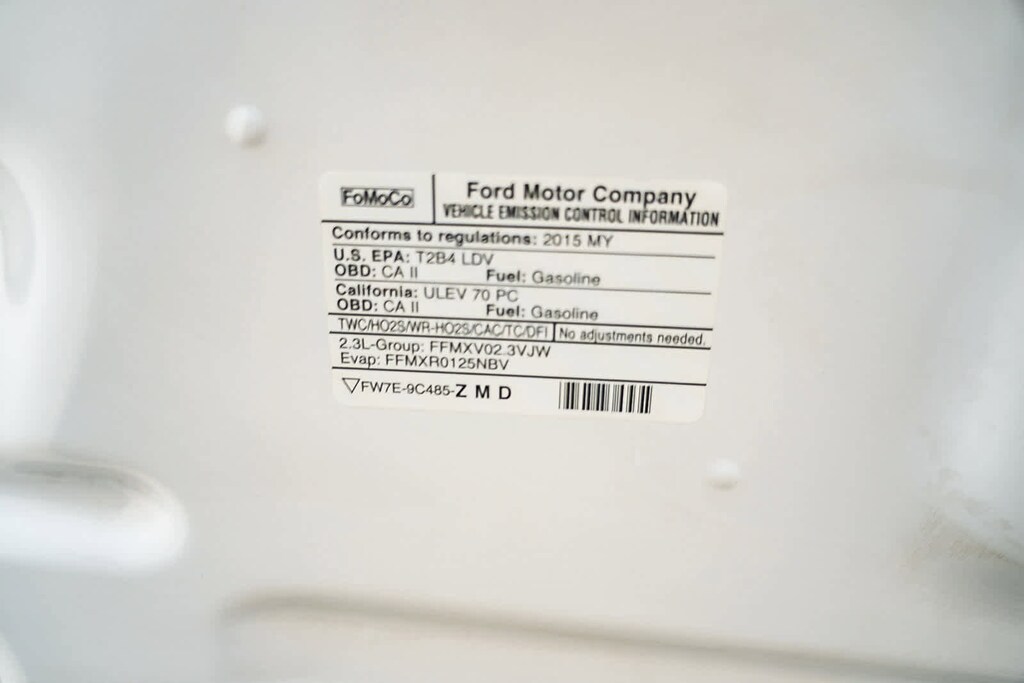 FoMoCo
Ford Motor Company
VEHICLE EMISSION CONTROL INFORMATION
Conforms to regulations: 2015 MY
U.S. EPA: T2B4 LDV
OBD: CA II Fuel: Gasoline
California: ULEV 70 PC
OBD: CA II Fuel: Gasoline
TWC/HO2S/WR-HO2S/CAC/TC/DFI No adjustments needed.
2.3L-Group: FFMXV02.3VJW
Evap: FFMXR0125NBV
FW7E-9C485-Z M D